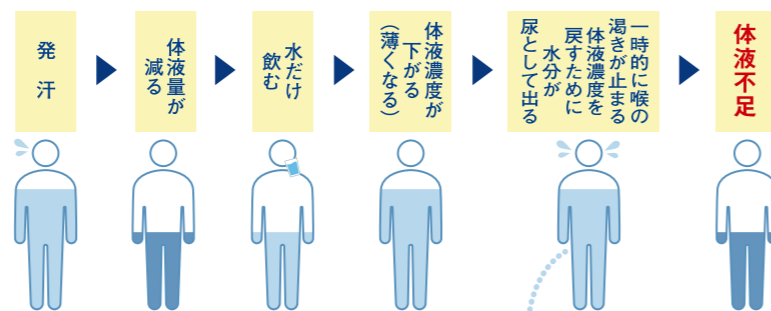 発汗
体液量が
減る
水だけ
飲む
体液濃度が
下がる
（薄くなる）
一時的に喉の
渇きが止まる
体液濃度を
戻すために
水分が
尿として出る
体液不足